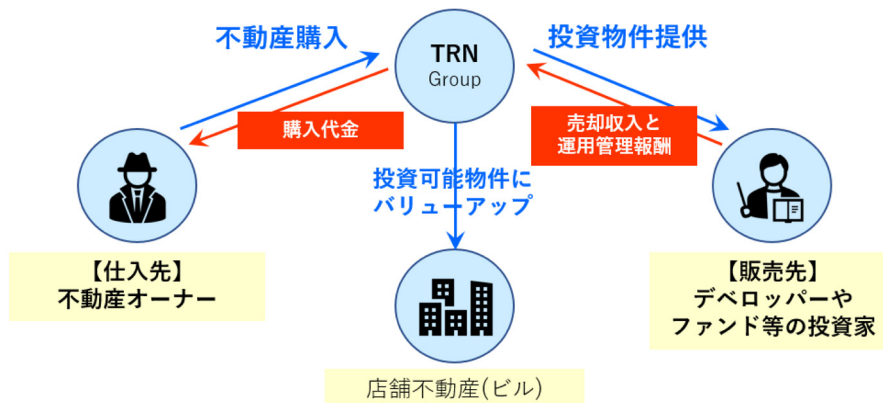 不動産購入
TRN
Group
投資物件提供
購入代金
売却収入と
運用管理報酬
投資可能物件に
バリューアップ
【仕入先】
不動産オーナー
【販売先】
デベロッパーや
ファンド等の投資家
店舗不動産(ビル)